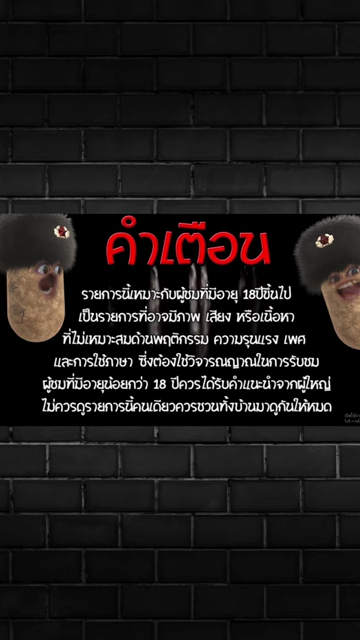 คำเตือน
รายการนี้เหมาะกับผู้ชมที่มีอายุ 18ปีขึ้นไป
เป็นรายการที่อาจมีภาพ เสียง หรือเนื้อหา
ที่ไม่เหมาะสมด้านพฤติกรรม ความรุนแรง เพศ
และการใช้ภาษา ซึ่งต้องใช้วิจารณญาณในการรับชม
ผู้ชมที่มีอายุน้อยกว่า 18 ปีควรได้รับคำแนะนำจากผู้ใหญ่
ไม่ควรดูรายการนี้คนเดียวควรชวนทั้งบ้านมาดูกันให้หมด